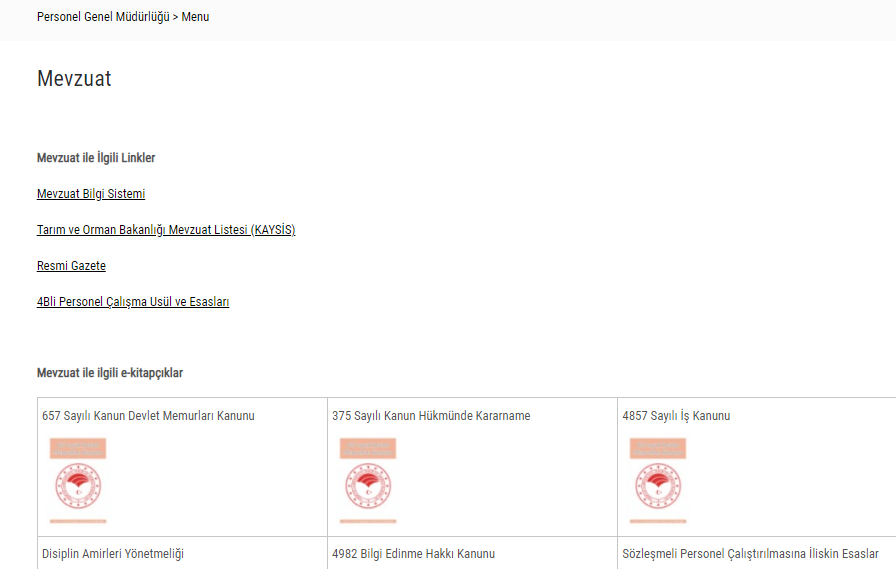 Personel Genel Müdürlüğü > Menu
Mevzuat
Mevzuat ile İlgili Linkler
Mevzuat Bilgi Sistemi
Tarım ve Orman Bakanlığı Mevzuat Listesi (KAYSİS)
Resmi Gazete
4Bli Personel Çalışma Usül ve Esasları
Mevzuat ile ilgili e-kitapçıklar
657 Sayılı Kanun Devlet Memurları Kanunu
375 Sayılı Kanun Hükmünde Kararname
4857 Sayılı İş Kanunu
Disiplin Amirleri Yönetmeliği
4982 Bilgi Edinme Hakkı Kanunu
Sözleşmeli Personel Çalıştırılmasına İliskin Esaslar